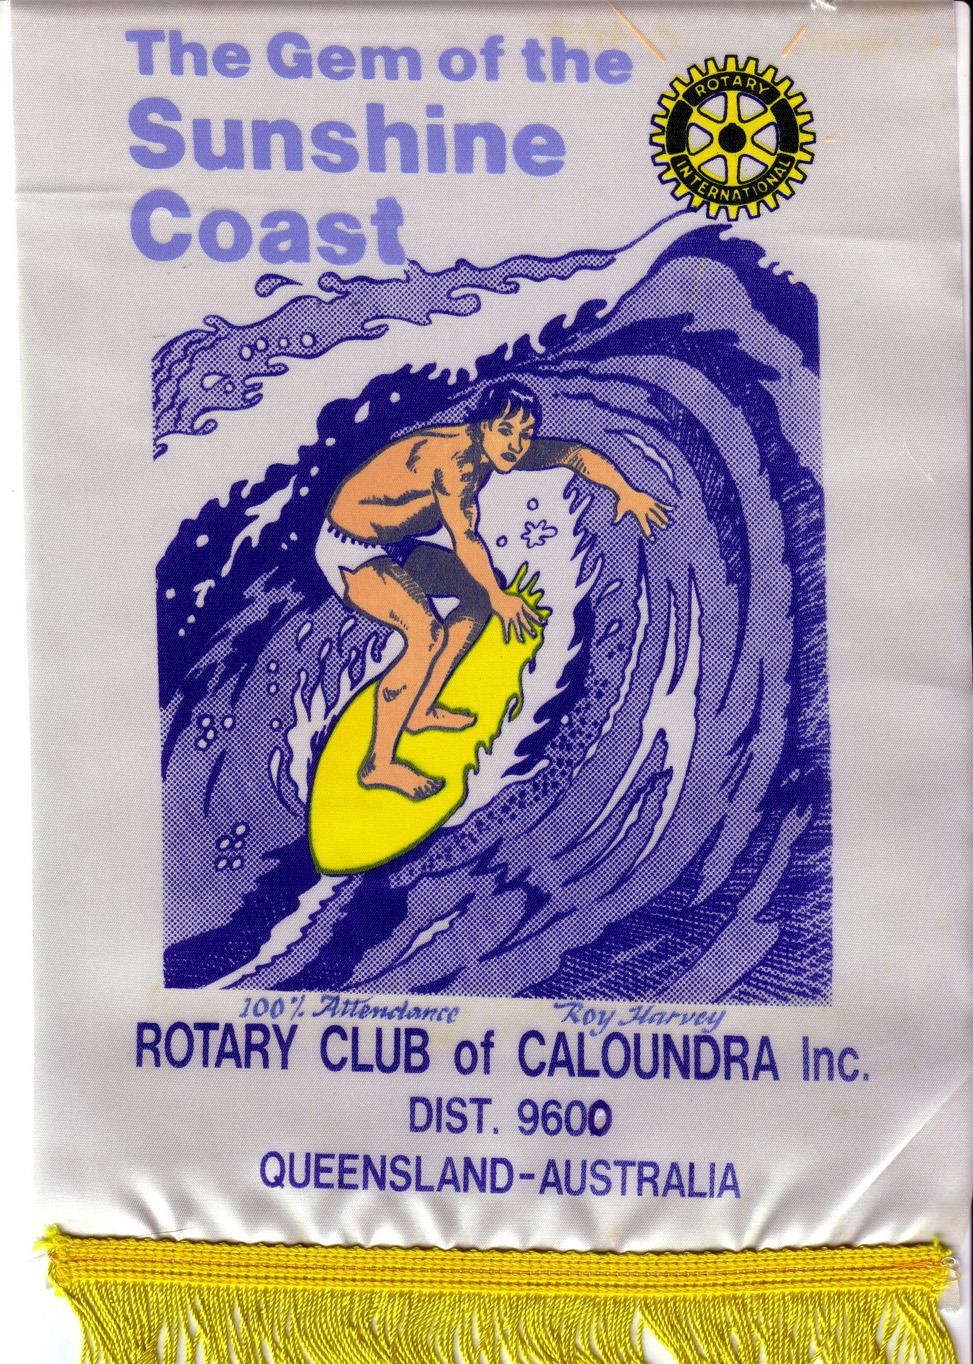 The Gem of the
Sunshine
Coast
ROTARY
INTERNATIONAL
100% Attendance Roy Harvey
ROTARY CLUB of CALOUNDRA Inc.
DIST. 9600
QUEENSLAND-AUSTRALIA